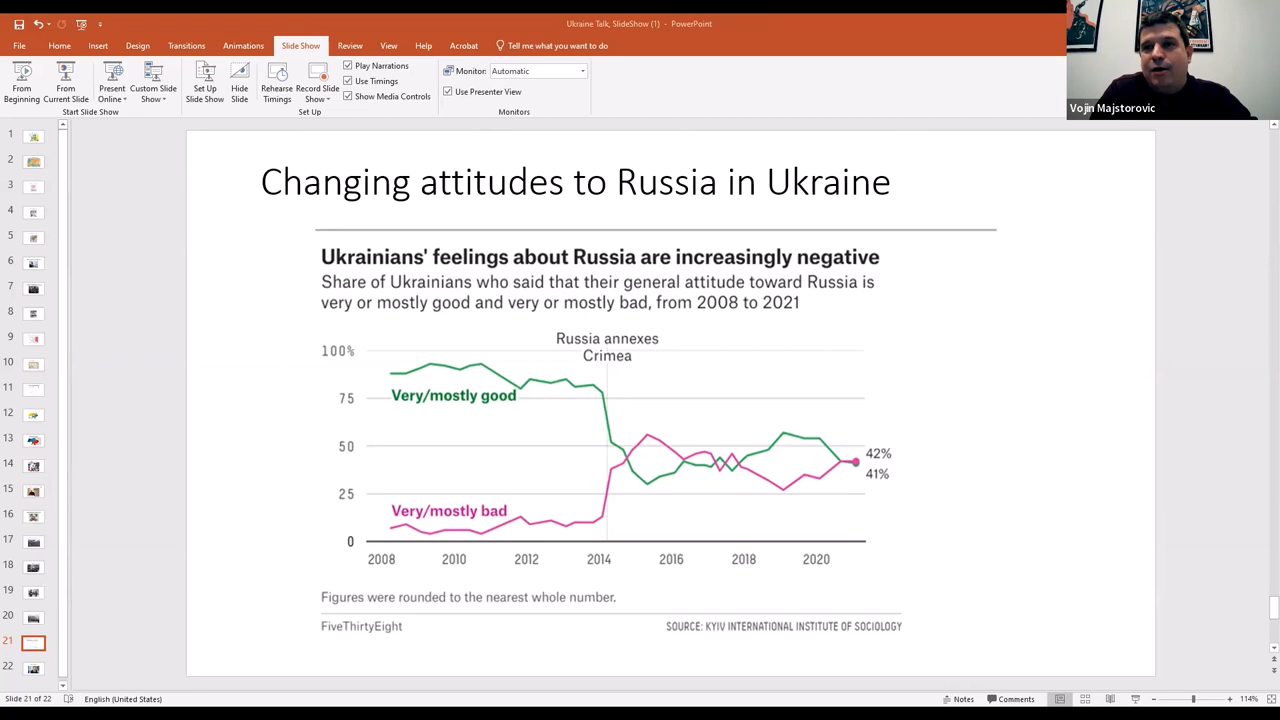 Ukraine Talk, SlideShow (1) - PowerPoint
File Home Insert Design Transitions Animations Slide Show Review View Help Acrobat Tell me what you want to do
From Beginning
From Current Slide
Present Online
Custom Slide Show
Start Slide Show
Set Up Slide Show
Hide Slide
Rehearse Timings
Record Slide Show
Play Narrations
Use Timings
Show Media Controls
Set Up
Monitor: Automatic
Use Presenter View
Monitors
Vojin Majstorovic
1
2
3
4
5
6
7
8
9
10
11
12
13
14
15
16
17
18
19
20
21
22
Changing attitudes to Russia in Ukraine
Ukrainians' feelings about Russia are increasingly negative
Share of Ukrainians who said that their general attitude toward Russia is
very or mostly good and very or mostly bad, from 2008 to 2021
Russia annexes
Crimea
100%
75
50
25
0
Very/mostly good
Very/mostly bad
42%
41%
2008 2010 2012 2014 2016 2018 2020
Figures were rounded to the nearest whole number.
FiveThirtyEight SOURCE: KYIV INTERNATIONAL INSTITUTE OF SOCIOLOGY
Slide 21 of 22 English (United States) Notes Comments 114%